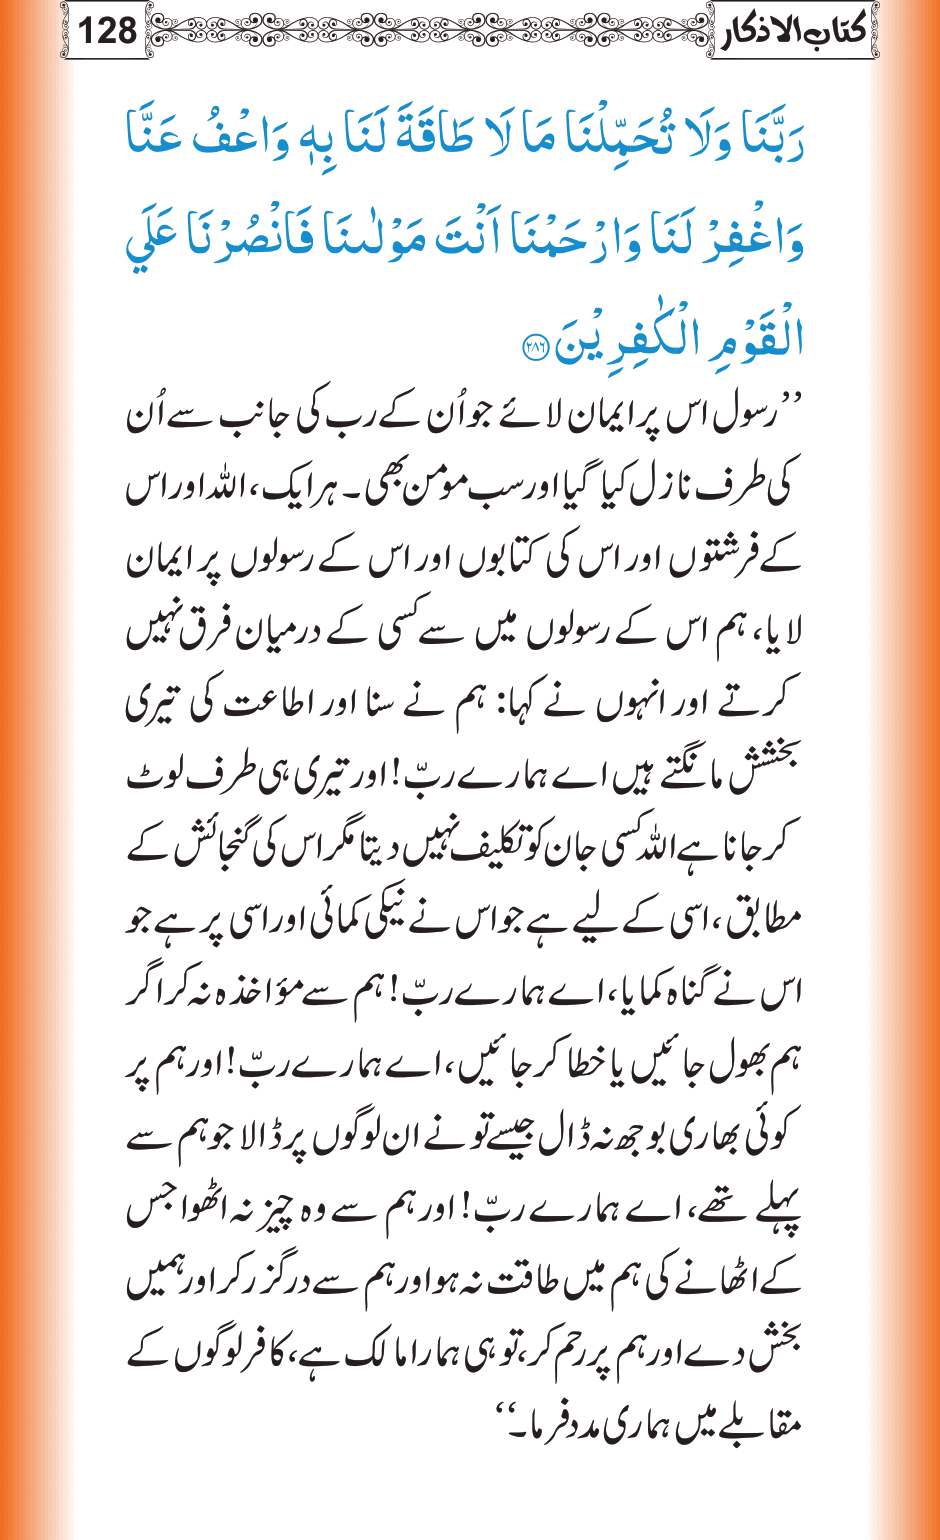 كتاب الاذكار 128
رَبَّنَا وَلَا تُحَمِّلْنَا مَا لَا طَاقَةَ لَنَا بِهٖ وَاعْفُ عَنَّا
وَاغْفِرْ لَنَا وَارْحَمْنَا اَنْتَ مَوْلٰىنَا فَانْصُرْنَا عَلَي
الْقَوْمِ الْكٰفِرِيْنَ ۝۲۸۶
’’رسول اس پر ایمان لائے جو اُن کے رب کی جانب سے اُن
کی طرف نازل کیا گیا اور سب مومن بھی۔ ہر ایک، اللہ اور اس
کے فرشتوں اور اس کی کتابوں اور اس کے رسولوں پر ایمان
لایا، ہم اس کے رسولوں میں سے کسی کے درمیان فرق نہیں
کرتے اور انہوں نے کہا: ہم نے سنا اور اطاعت کی تیری
بخشش مانگتے ہیں اے ہمارے ربّ! اور تیری ہی طرف لوٹ
کر جانا ہے اللہ کسی جان کو تکلیف نہیں دیتا مگر اس کی گنجائش کے
مطابق، اسی کے لیے ہے جو اس نے نیکی کمائی اور اسی پر ہے جو
اس نے گناہ کمایا، اے ہمارے ربّ! ہم سے مؤاخذہ نہ کر اگر
ہم بھول جائیں یا خطا کر جائیں، اے ہمارے ربّ! اور ہم پر
کوئی بھاری بوجھ نہ ڈال جیسے تو نے ان لوگوں پر ڈالا جو ہم سے
پہلے تھے، اے ہمارے ربّ! اور ہم سے وہ چیز نہ اٹھوا جس
کے اٹھانے کی ہم میں طاقت نہ ہو اور ہم سے درگزر کر اور ہمیں
بخش دے اور ہم پر رحم کر، تو ہی ہمارا مالک ہے، کافر لوگوں کے
مقابلے میں ہماری مدد فرما۔‘‘